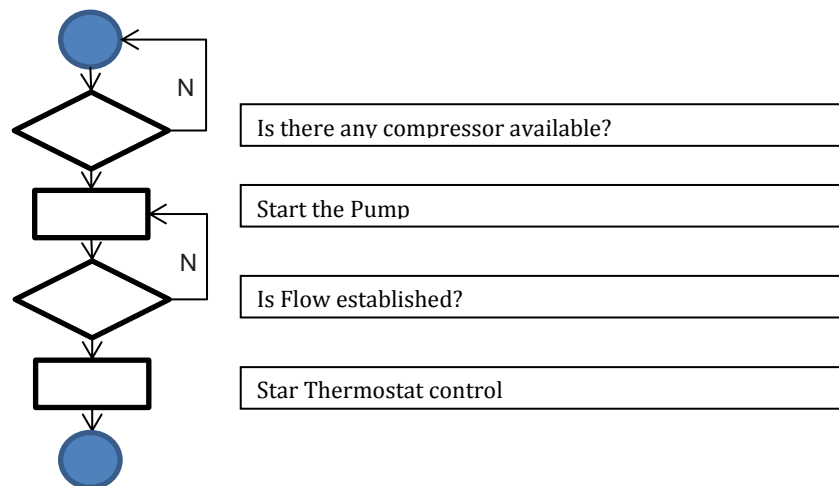 N
Is there any compressor available?
Start the Pump
N
Is Flow established?
Star Thermostat control